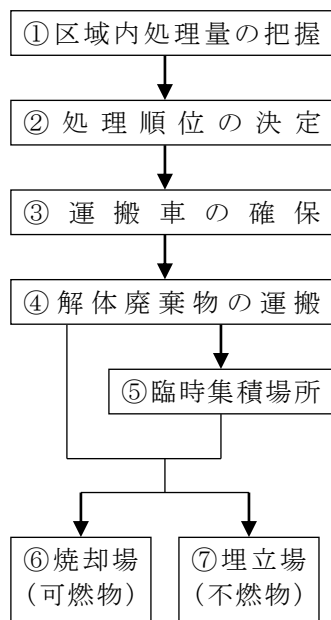 ①区域内処理量の把握
②処理順位の決定
③運搬車の確保
④解体廃棄物の運搬
⑤臨時集積場所
⑥焼却場
(可燃物)
⑦埋立場
(不燃物)